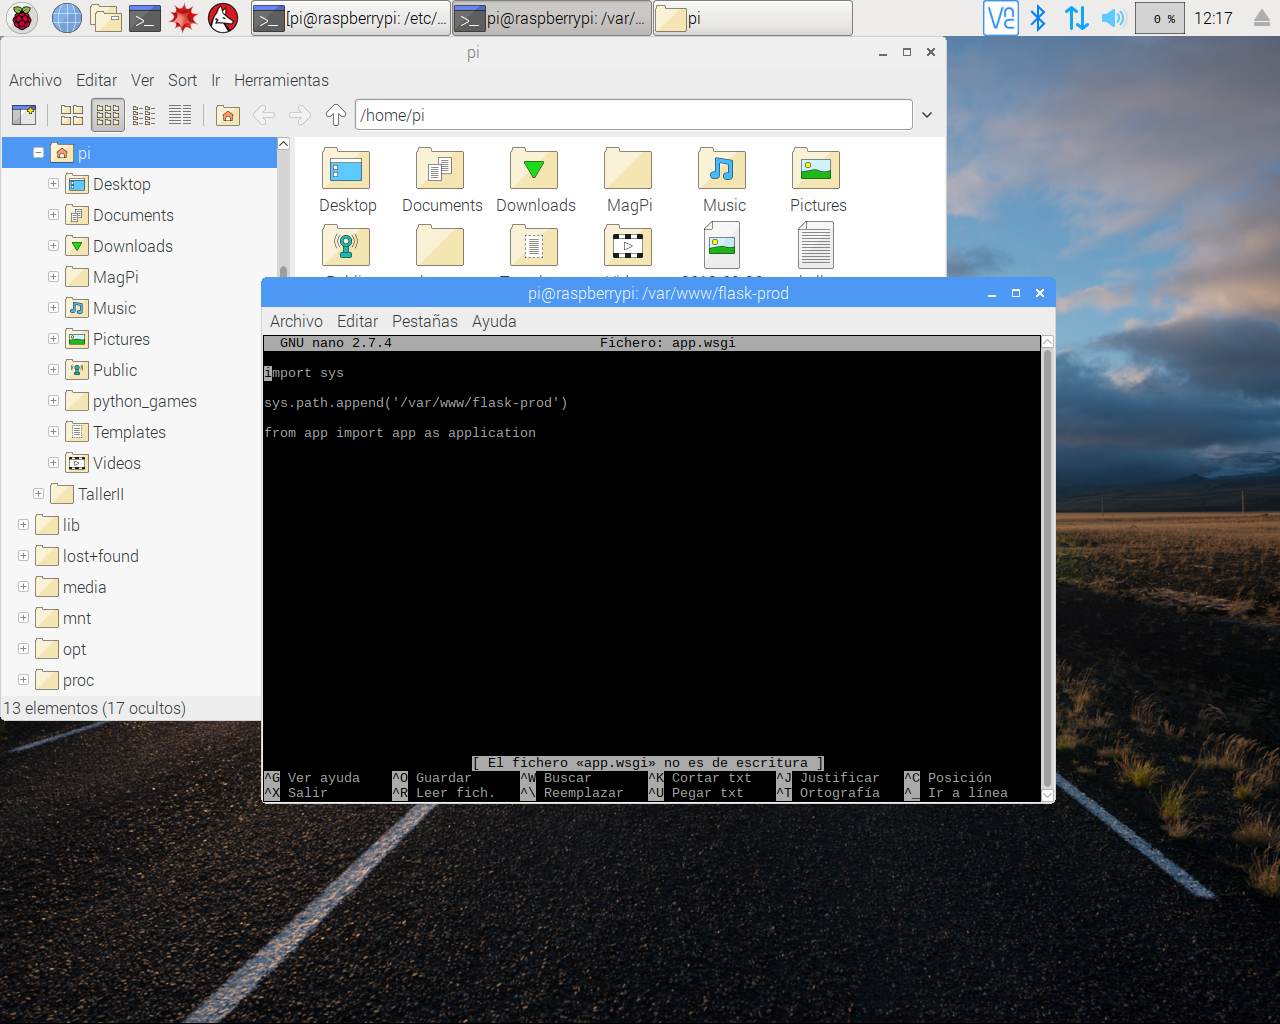 [pi@raspberrypi: /etc/...
pi@raspberrypi: /var/...
pi
0 %
12:17
pi
Archivo Editar Ver Sort Ir Herramientas
/home/pi
pi
Desktop
Documents
Downloads
MagPi
Music
Pictures
Public
python_games
Templates
Videos
TallerII
lib
lost+found
media
mnt
opt
proc
13 elementos (17 ocultos)
Desktop Documents Downloads MagPi Music Pictures
pi@raspberrypi: /var/www/flask-prod
Archivo Editar Pestañas Ayuda
GNU nano 2.7.4 Fichero: app.wsgi
import sys
sys.path.append('/var/www/flask-prod')
from app import app as application
[ El fichero «app.wsgi» no es de escritura ]
^G Ver ayuda ^O Guardar ^W Buscar ^K Cortar txt ^J Justificar ^C Posición
^X Salir ^R Leer fich. ^\ Reemplazar ^U Pegar txt ^T Ortografía ^_ Ir a línea